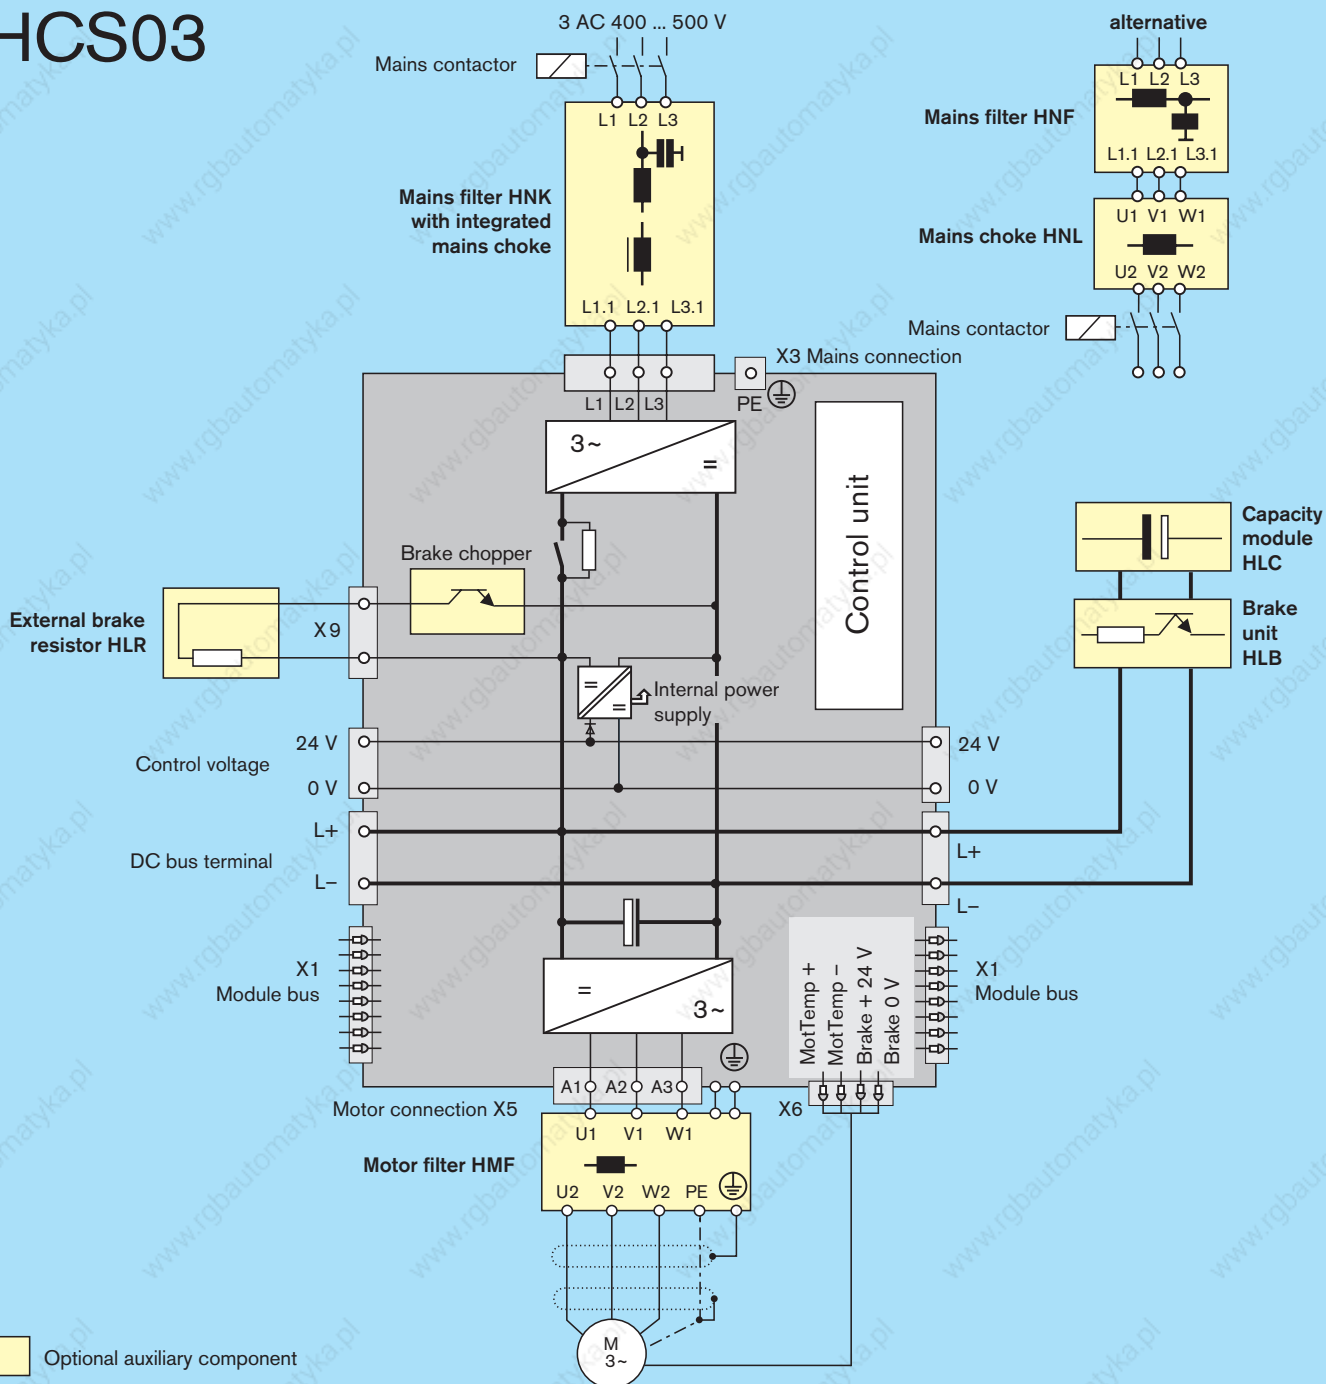 HCS03
3 AC 400 ... 500 V
alternative
Mains contactor
L1 L2 L3
Mains filter HNF
L1 L2 L3
L1.1 L2.1 L3.1
Mains filter HNK
with integrated
mains choke
U1 V1 W1
Mains choke HNL
U2 V2 W2
L1.1 L2.1 L3.1
Mains contactor
X3 Mains connection
L1 L2 L3
PE
3~
=
Control unit
Capacity
module
HLC
Brake chopper
External brake
resistor HLR
X9
Brake
unit
HLB
=
=
Internal power
supply
24 V
24 V
Control voltage
0 V
0 V
L+
L+
DC bus terminal
L−
L−
X1
Module bus
=
3~
MotTemp +
MotTemp −
Brake + 24 V
Brake 0 V
X1
Module bus
A1 A2 A3
Motor connection X5
X6
U1 V1 W1
Motor filter HMF
U2 V2 W2 PE
M
3~
Optional auxiliary component
www.rgbautomatyka.pl